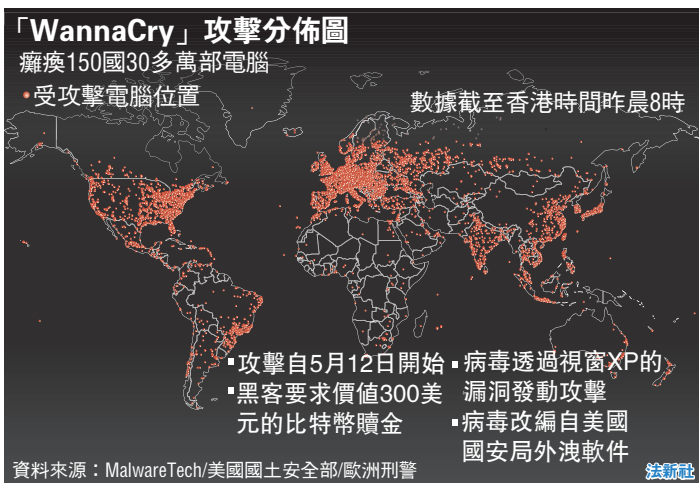 「WannaCry」攻擊分佈圖
癱瘓150國30多萬部電腦
•受攻擊電腦位置
數據截至香港時間昨晨8時
▪攻擊自5月12日開始
▪黑客要求價值300美
元的比特幣贖金
▪病毒透過視窗XP的
漏洞發動攻擊
▪病毒改編自美國
國安局外洩軟件
資料來源：MalwareTech/美國國土安全部/歐洲刑警
法新社